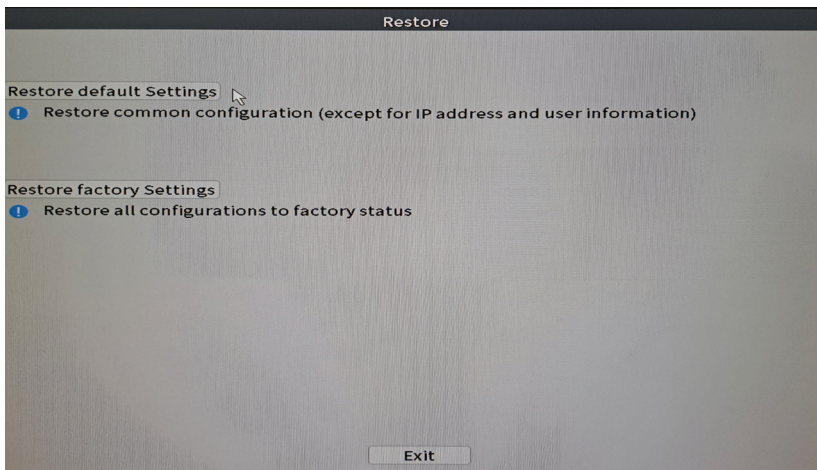 Restore
Restore default Settings
Restore common configuration (except for IP address and user information)
Restore factory Settings
Restore all configurations to factory status
Exit